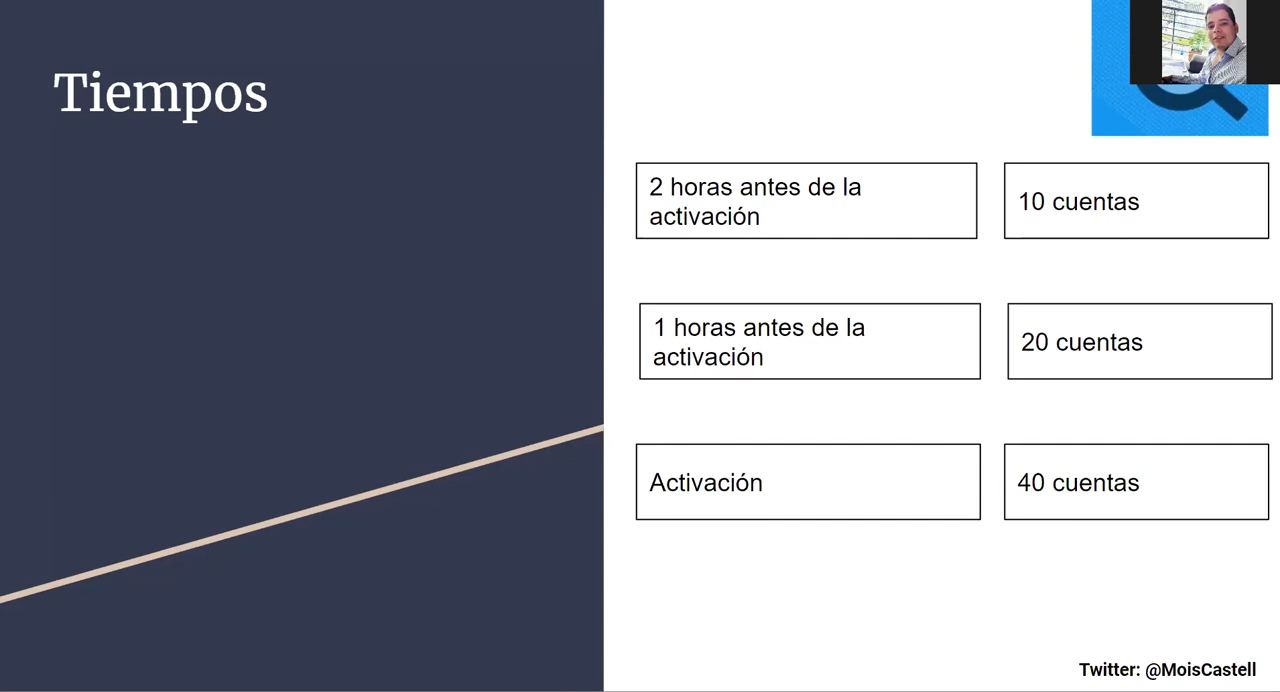 Tiempos
2 horas antes de la
activación
10 cuentas
1 horas antes de la
activación
20 cuentas
Activación
40 cuentas
Twitter: @MoisCastell